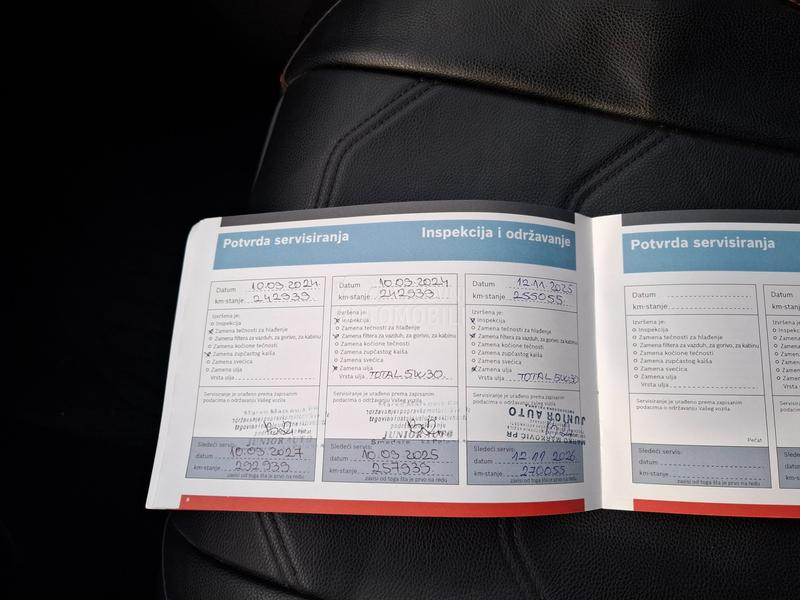 Potvrda servisiranja
Inspekcija i održavanje
Datum 10.09.2024
km-stanje 242939
Izvršena je:
Inspekcija
Zamena tečnosti za hlađenje
Zamena filtera za vazduh, za gorivo, za kabinu
Zamena kočione tečnosti
Zamena zupčastog kaiša
Zamena svećica
Zamena ulja
Vrsta ulja
Servisiranje je urađeno prema zapisanim
podacima o održavanju Vašeg vozila
JUNIOR AUTO
Pečat
Sledeći servis:
datum 10.09.2027
km-stanje 292939
zavisi od toga šta je prvo na redu
Datum 10.09.2024
km-stanje 242939
Izvršena je:
Inspekcija
Zamena tečnosti za hlađenje
Zamena filtera za vazduh, za gorivo, za kabinu
Zamena kočione tečnosti
Zamena zupčastog kaiša
Zamena svećica
Zamena ulja
Vrsta ulja TOTAL 5W30
Servisiranje je urađeno prema zapisanim
podacima o održavanju Vašeg vozila
JUNIOR AUTO
Sledeći servis:
datum 10.09.2025
km-stanje 257939
zavisi od toga šta je prvo na redu
Datum 12.11.2025
km-stanje 255055
Izvršena je:
Inspekcija
Zamena tečnosti za hlađenje
Zamena filtera za vazduh, za gorivo, za kabinu
Zamena kočione tečnosti
Zamena zupčastog kaiša
Zamena svećica
Zamena ulja
Vrsta ulja TOTAL 5W30
Servisiranje je urađeno prema zapisanim
podacima o održavanju Vašeg vozila
JUNIOR AUTO
Sledeći servis:
datum 12.11.2026
km-stanje 270055
zavisi od toga šta je prvo na redu
8
Potvrda servisiranja
Datum
km-stanje
Izvršena je:
Inspekcija
Zamena tečnosti za hlađenje
Zamena filtera za vazduh, za gorivo, za kabinu
Zamena kočione tečnosti
Zamena zupčastog kaiša
Zamena svećica
Zamena ulja
Vrsta ulja
Servisiranje je urađeno prema zapisanim
podacima o održavanju Vašeg vozila
Pečat
Sledeći servis:
datum
km-stanje
zavisi od toga šta je prvo na redu